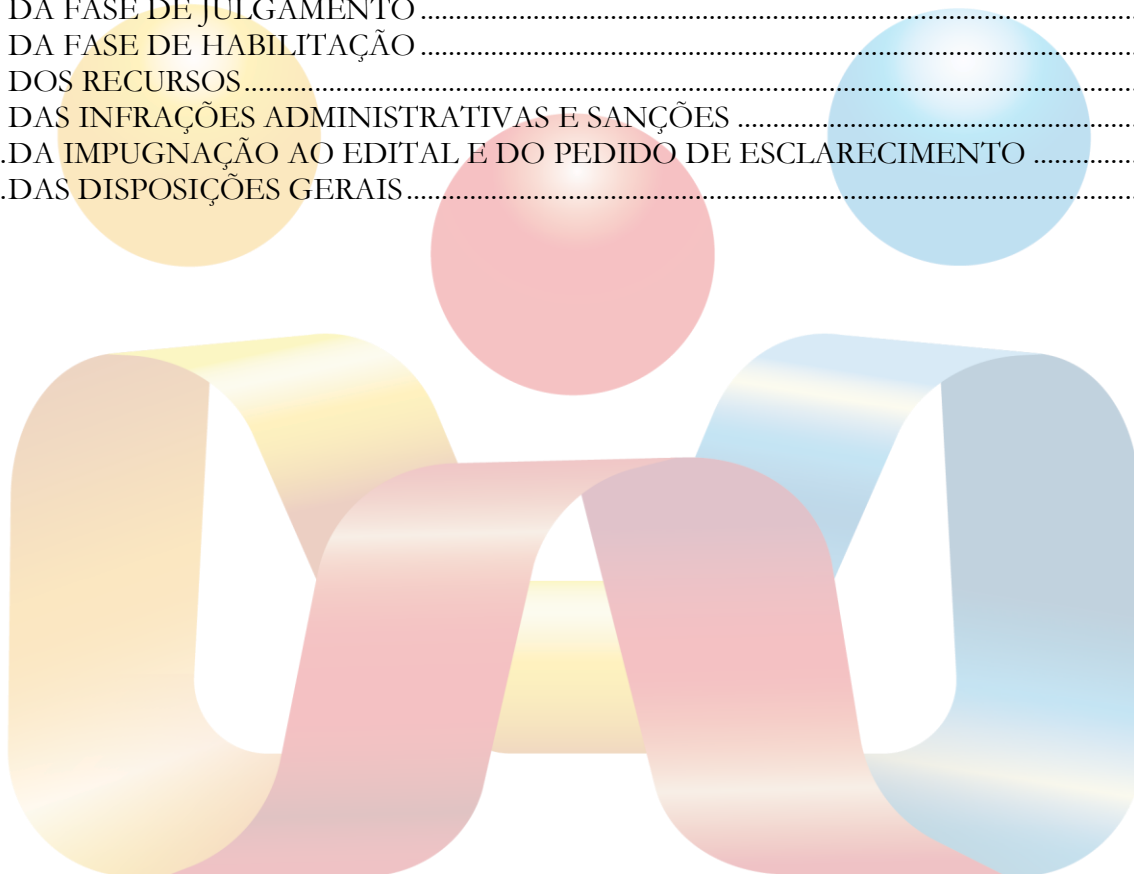 DA FASE DE JULGAMENTO ................................................................
DA FASE DE HABILITAÇÃO ................................................................
DOS RECURSOS................................................................
DAS INFRAÇÕES ADMINISTRATIVAS E SANÇÕES ................................................................
.DA IMPUGNAÇÃO AO EDITAL E DO PEDIDO DE ESCLARECIMENTO ................
.DAS DISPOSIÇÕES GERAIS ................................................................